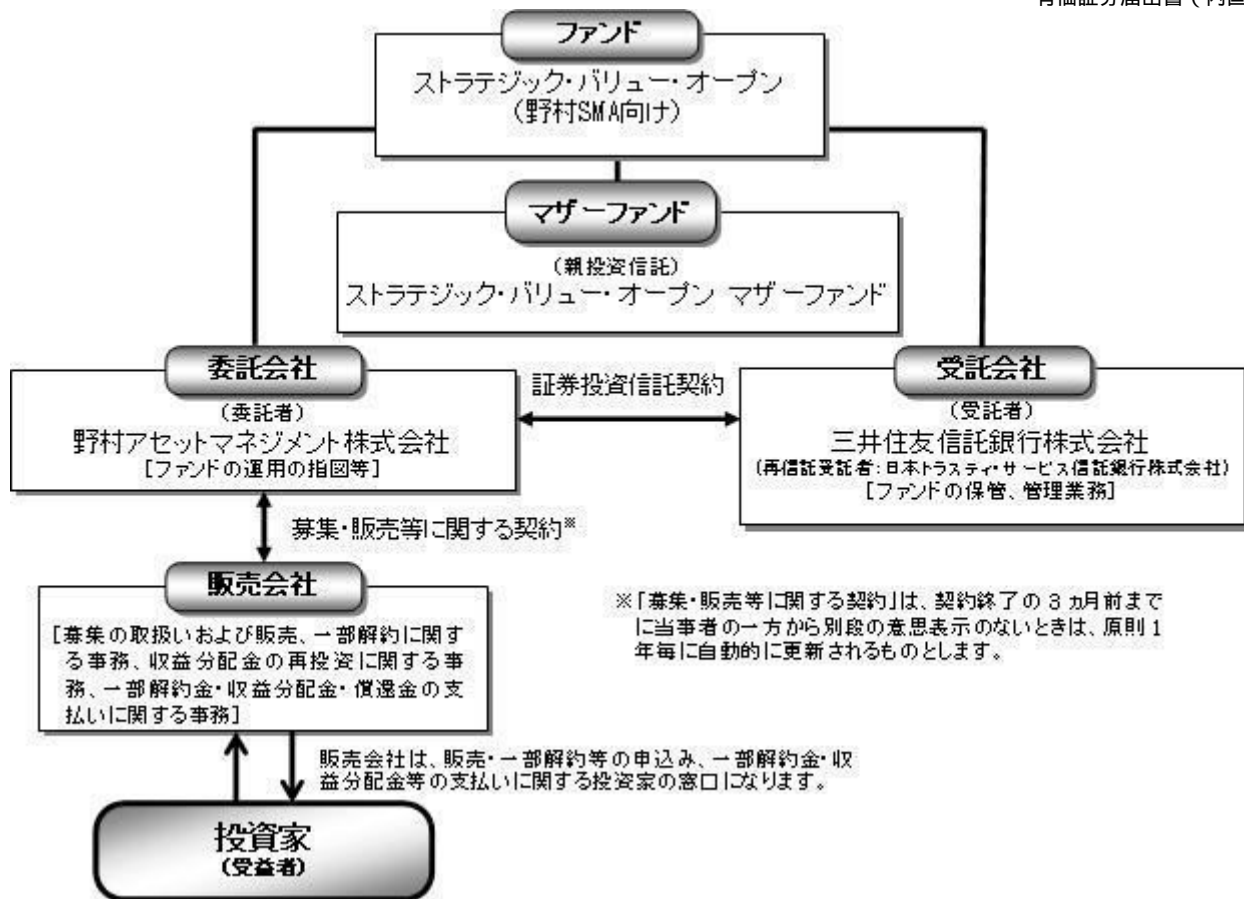 有価証券届出書(内国
ファンド
ストラテジック・バリュー・オープン
(野村SMA向け)
マザーファンド
(親投資信託)
ストラテジック・バリュー・オープン マザーファンド
委託会社
(委託者)
野村アセットマネジメント株式会社
[ファンドの運用の指図等]
証券投資信託契約
受託会社
(受託者)
三井住友信託銀行株式会社
(再信託受託者:日本トラスティ・サービス信託銀行株式会社)
[ファンドの保管、管理業務]
募集・販売等に関する契約※
販売会社
[募集の取扱いおよび販売、一部解約に関す
る事務、収益分配金の再投資に関する事
務、一部解約金・収益分配金・償還金の支
払いに関する事務]
※「募集・販売等に関する契約」は、契約終了の3ヵ月前まで
に当事者の一方から別段の意思表示のないときは、原則1
年毎に自動的に更新されるものとします。
販売会社は、販売・一部解約等の申込み、一部解約金・収
益分配金等の支払いに関する投資家の窓口になります。
投資家
(受益者)